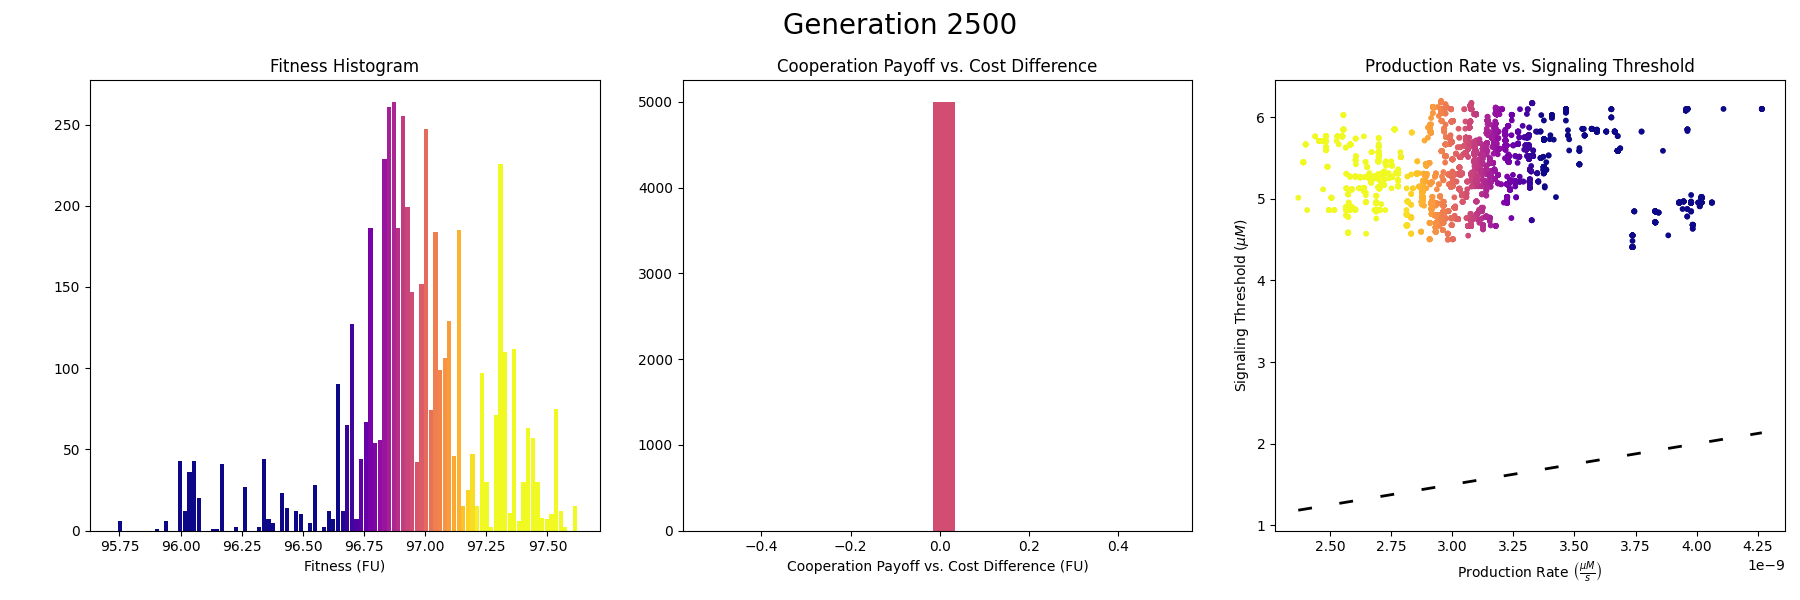 Generation 2500
Fitness Histogram
250
200
150
100
50
0
95.75 96.00 96.25 96.50 96.75 97.00 97.25 97.50
Fitness (FU)
Cooperation Payoff vs. Cost Difference
5000
4000
3000
2000
1000
0
−0.4 −0.2 0.0 0.2 0.4
Cooperation Payoff vs. Cost Difference (FU)
Production Rate vs. Signaling Threshold
Signaling Threshold (μM)
6
5
4
3
2
1
2.50 2.75 3.00 3.25 3.50 3.75 4.00 4.25
1e−9
Production Rate (μM/s)